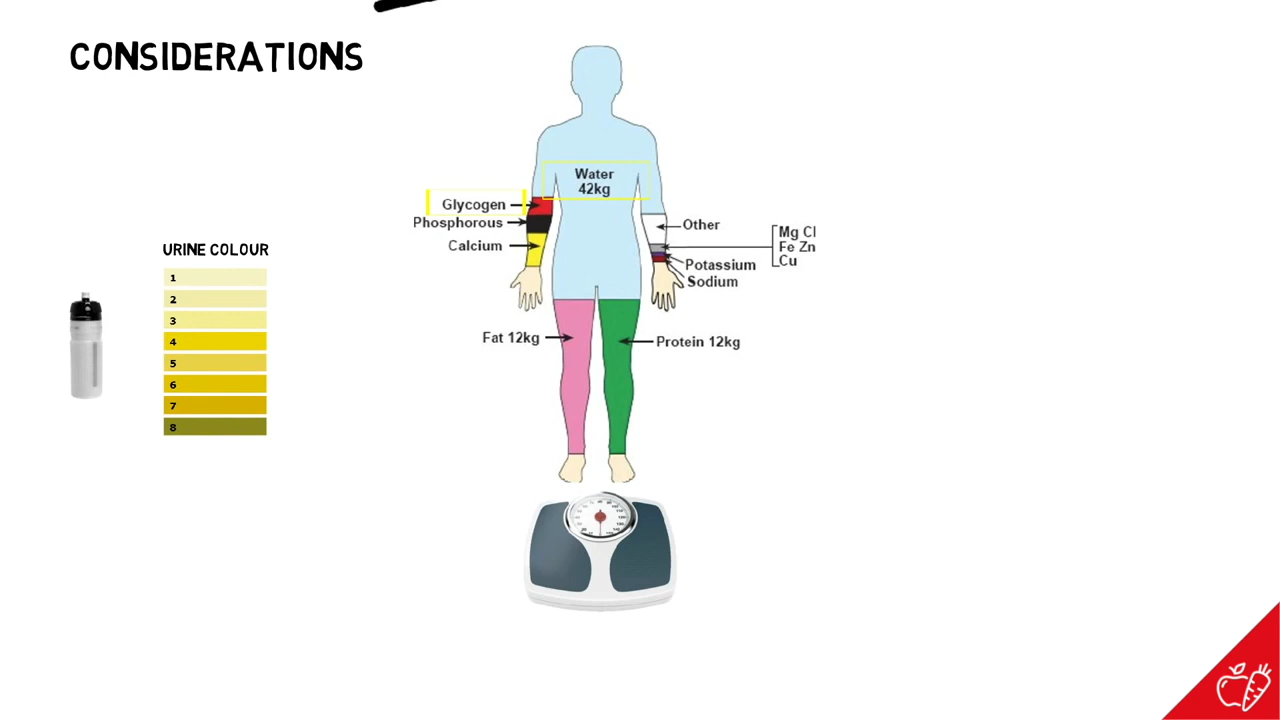 CONSIDERATIONS
Water
42kg
Glycogen
Phosphorous
Calcium
Other
Mg Cl
Fe Zn
Cu
Potassium
Sodium
URINE COLOUR
1
2
3
4
5
6
7
8
Fat 12kg
Protein 12kg